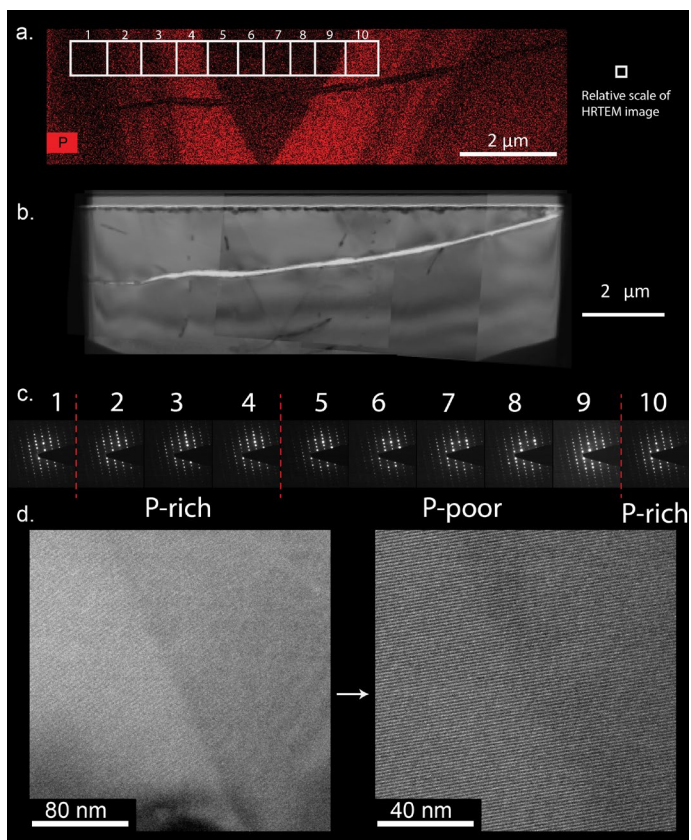 a.
1 2 3 4 5 6 7 8 9 10
Relative scale of
HRTEM image
P
2 µm
b.
2 µm
c.
1 2 3 4 5 6 7 8 9 10
P-rich P-poor P-rich
d.
80 nm
40 nm